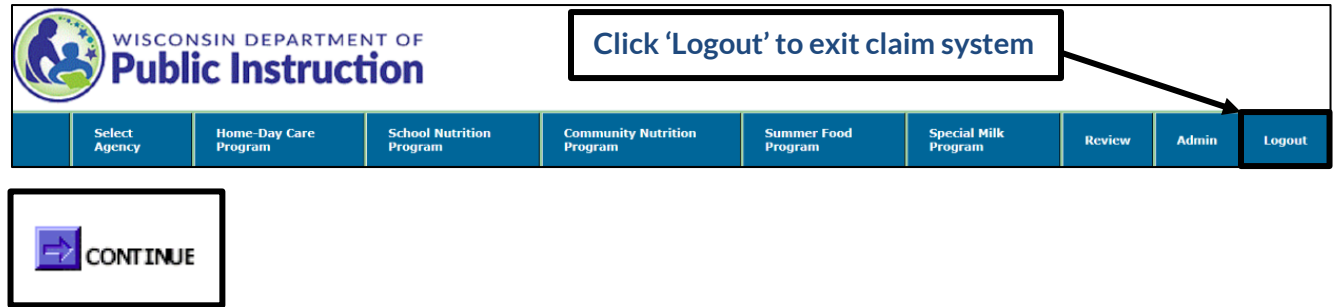 WISCONSIN DEPARTMENT OF
Public Instruction
Click ‘Logout’ to exit claim system
Select
Agency
Home-Day Care
Program
School Nutrition
Program
Community Nutrition
Program
Summer Food
Program
Special Milk
Program
Review
Admin
Logout
CONTINUE